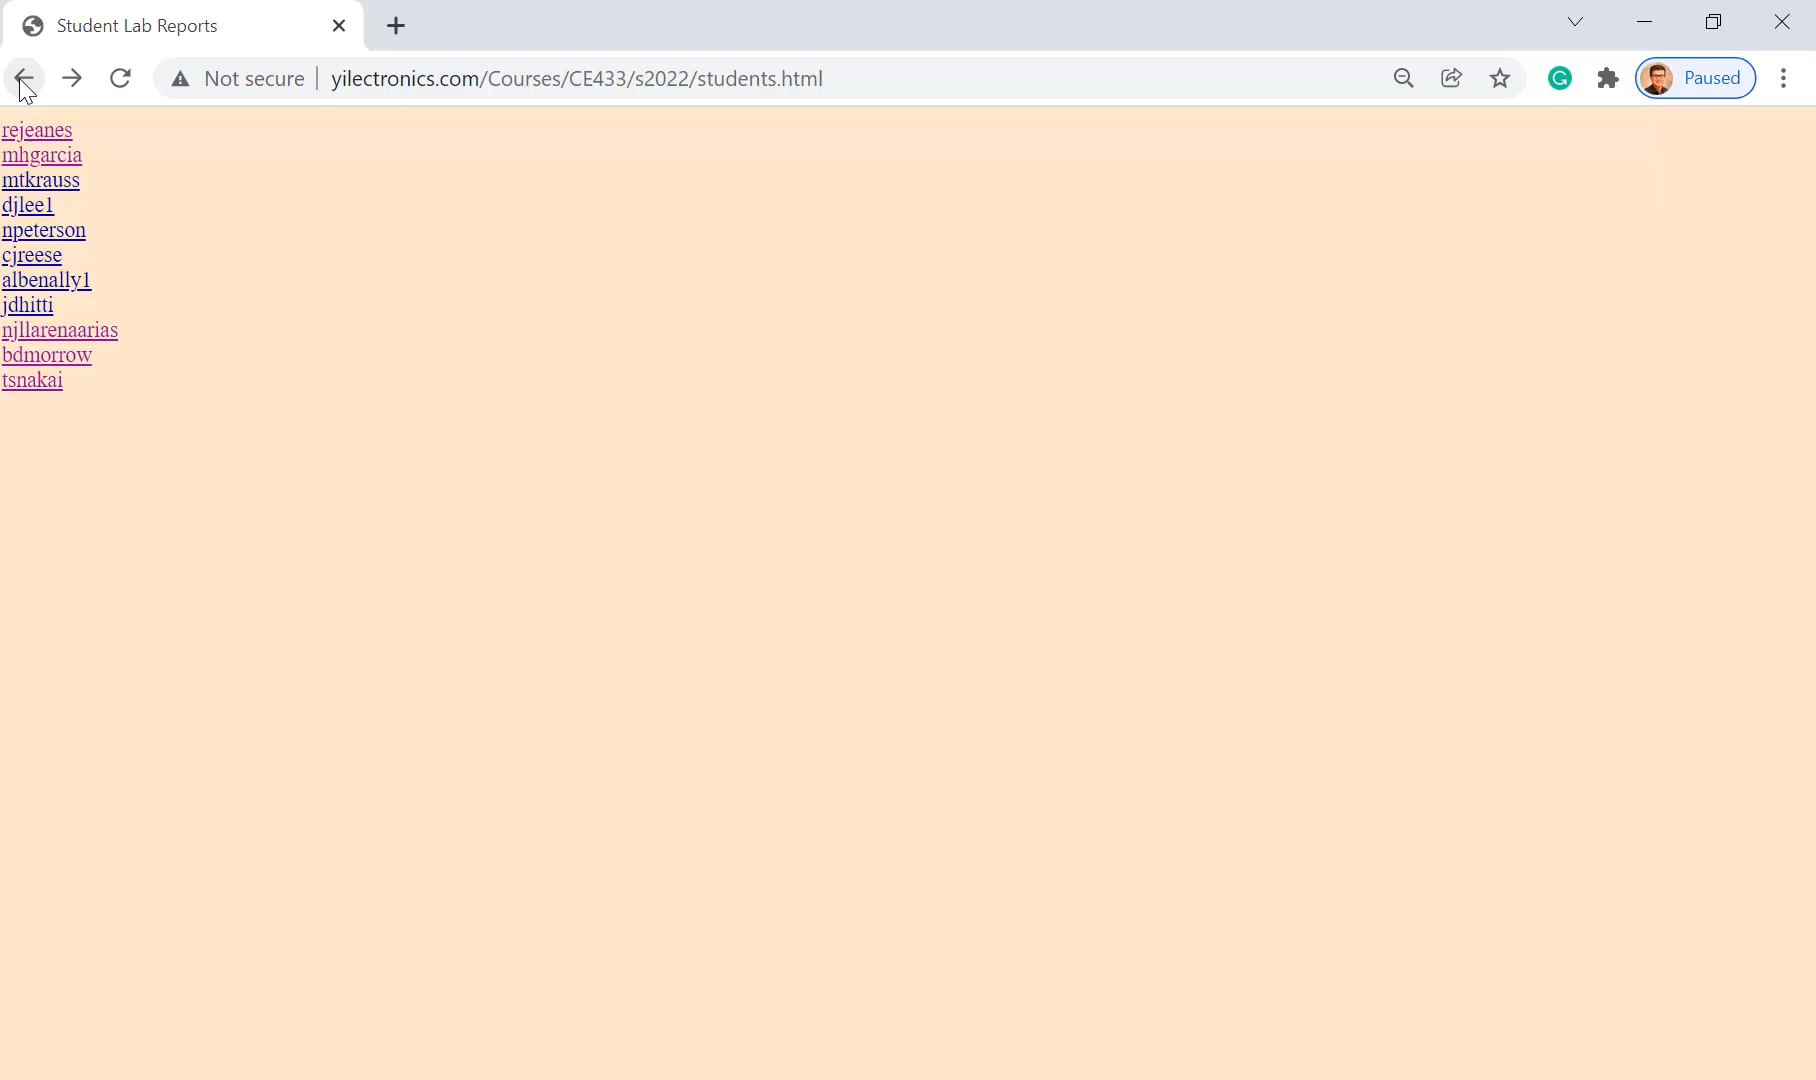 Student Lab Reports
Not secure | yilectronics.com/Courses/CE433/s2022/students.html
Paused
rejeanes
mhgarcia
mtkrauss
djlee1
npeterson
cjreese
albenally1
jdhitti
njllarenaarias
bdmorrow
tsnakai